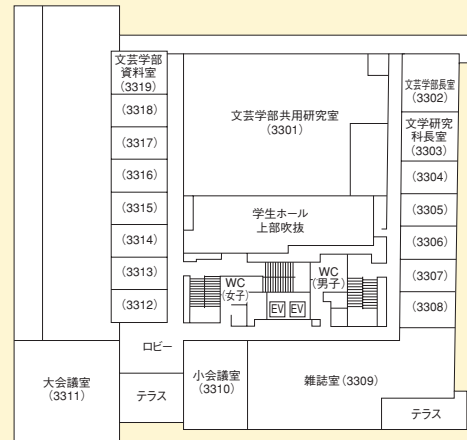 文芸学部
資料室
(3319)
(3318)
(3317)
(3316)
(3315)
(3314)
(3313)
(3312)
文芸学部共用研究室
(3301)
学生ホール
上部吹抜
WC
(女子)
WC
(男子)
EV
EV
文芸学部長室
(3302)
文学研究
科長室
(3303)
(3304)
(3305)
(3306)
(3307)
(3308)
ロビー
大会議室
(3311)
テラス
小会議室
(3310)
雑誌室(3309)
テラス